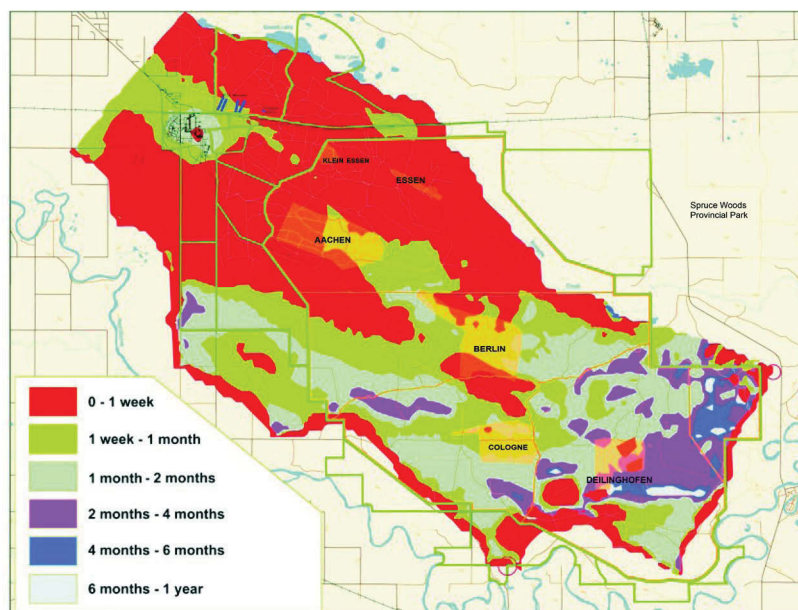 KLEIN ESSEN
ESSEN
Spruce Woods
Provincial Park
AACHEN
BERLIN
COLOGNE
DEILINGHOFEN
0 - 1 week
1 week - 1 month
1 month - 2 months
2 months - 4 months
4 months - 6 months
6 months - 1 year